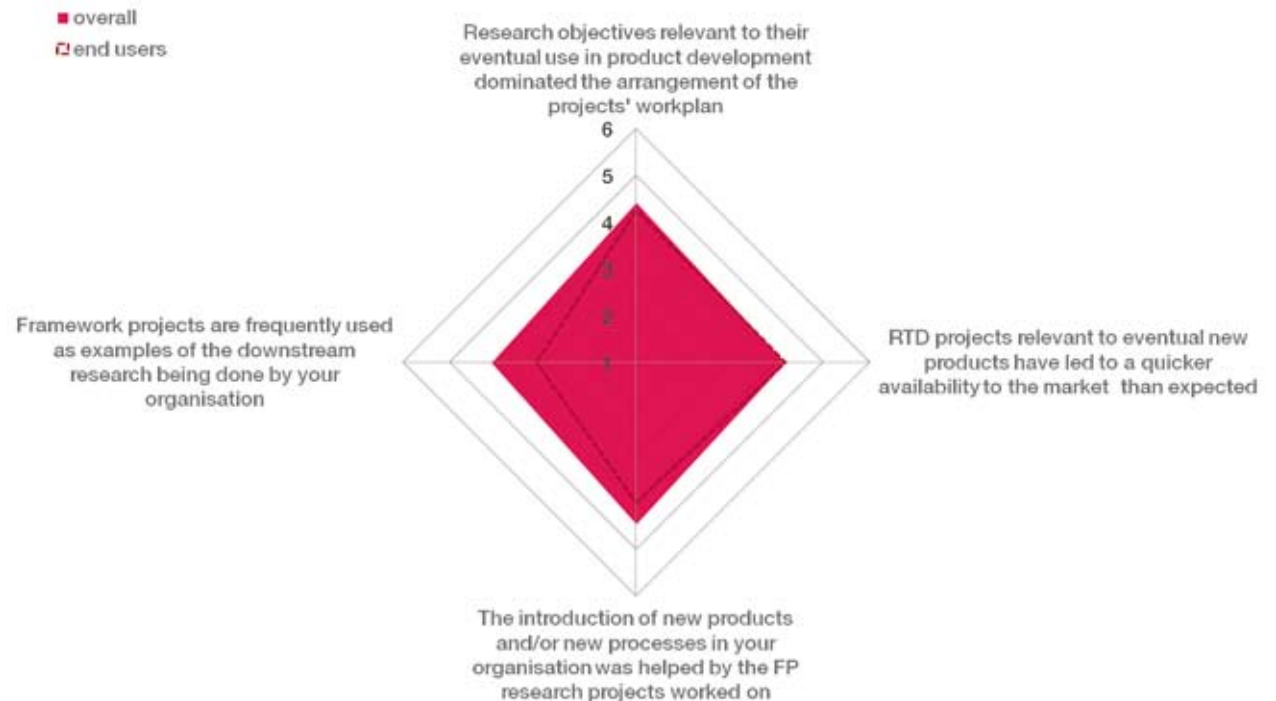 overall
end users
Research objectives relevant to their
eventual use in product development
dominated the arrangement of the
projects' workplan
6
5
4
3
2
1
Framework projects are frequently used
as examples of the downstream
research being done by your
organisation
RTD projects relevant to eventual new
products have led to a quicker
availability to the market than expected
The introduction of new products
and/or new processes in your
organisation was helped by the FP
research projects worked on